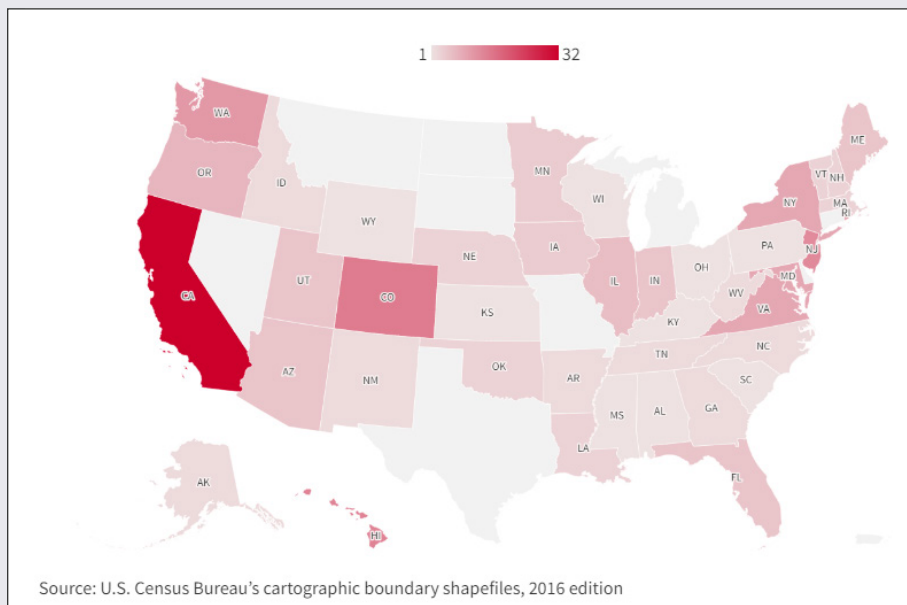 1 32
WA
ME
OR
MN
VT
NH
ID
WI
NY
MA
RI
WY
IA
PA
NE
NJ
OH
MD
IL
IN
UT
WV
CA
CO
VA
KS
KY
NC
TN
OK
AZ
NM
AR
SC
MS
AL
GA
LA
FL
AK
HI
Source: U.S. Census Bureau’s cartographic boundary shapefiles, 2016 edition